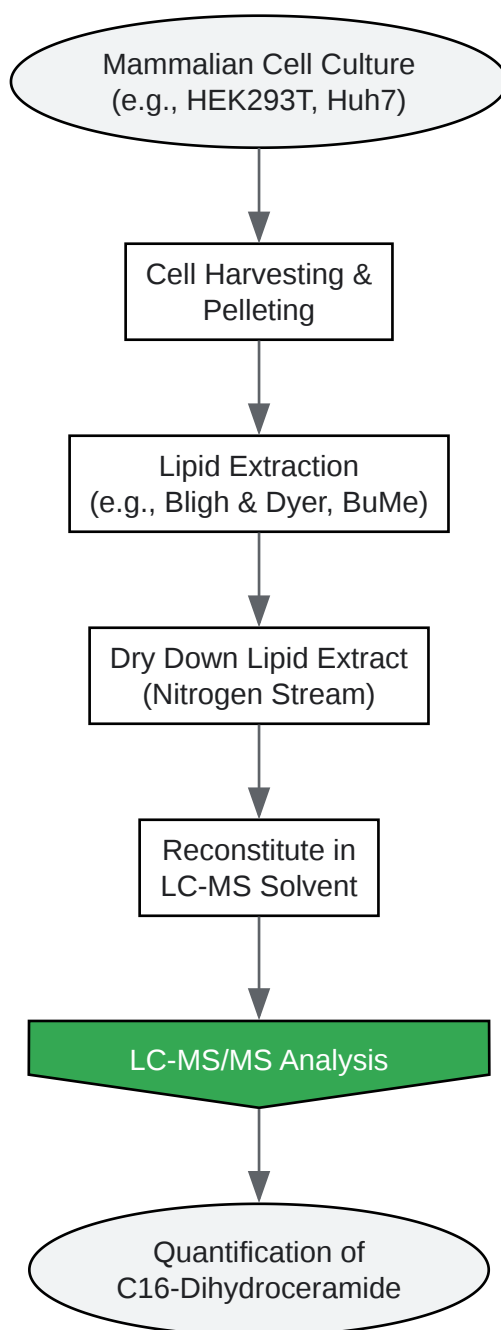 Mammalian Cell Culture
(e.g., HEK293T, Huh7)
Cell Harvesting &
Pelleting
Lipid Extraction
(e.g., Bligh & Dyer, BuMe)
Dry Down Lipid Extract
(Nitrogen Stream)
Reconstitute in
LC-MS Solvent
LC-MS/MS Analysis
Quantification of
C16-Dihydroceramide